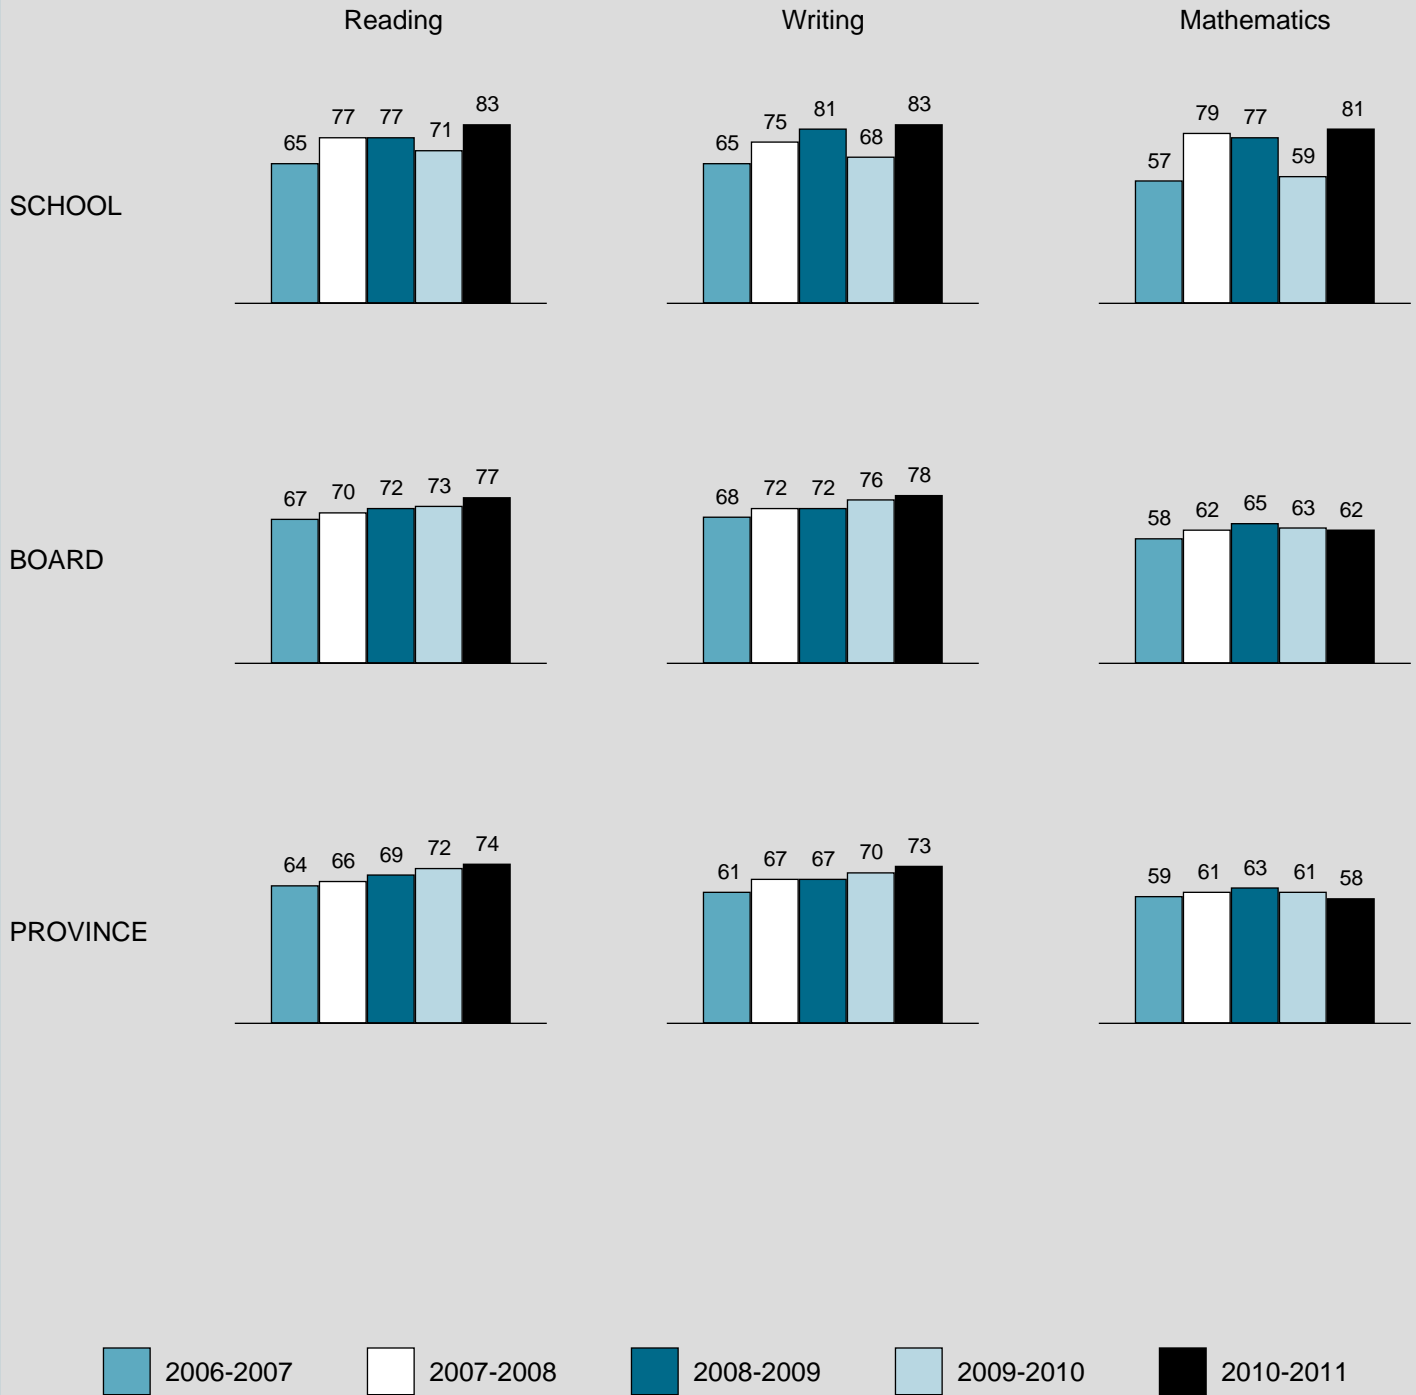 Reading Writing Mathematics
SCHOOL
65 77 77 71 83
65 75 81 68 83
57 79 77 59 81
BOARD
67 70 72 73 77
68 72 72 76 78
58 62 65 63 62
PROVINCE
64 66 69 72 74
61 67 67 70 73
59 61 63 61 58
2006-2007 2007-2008 2008-2009 2009-2010 2010-2011